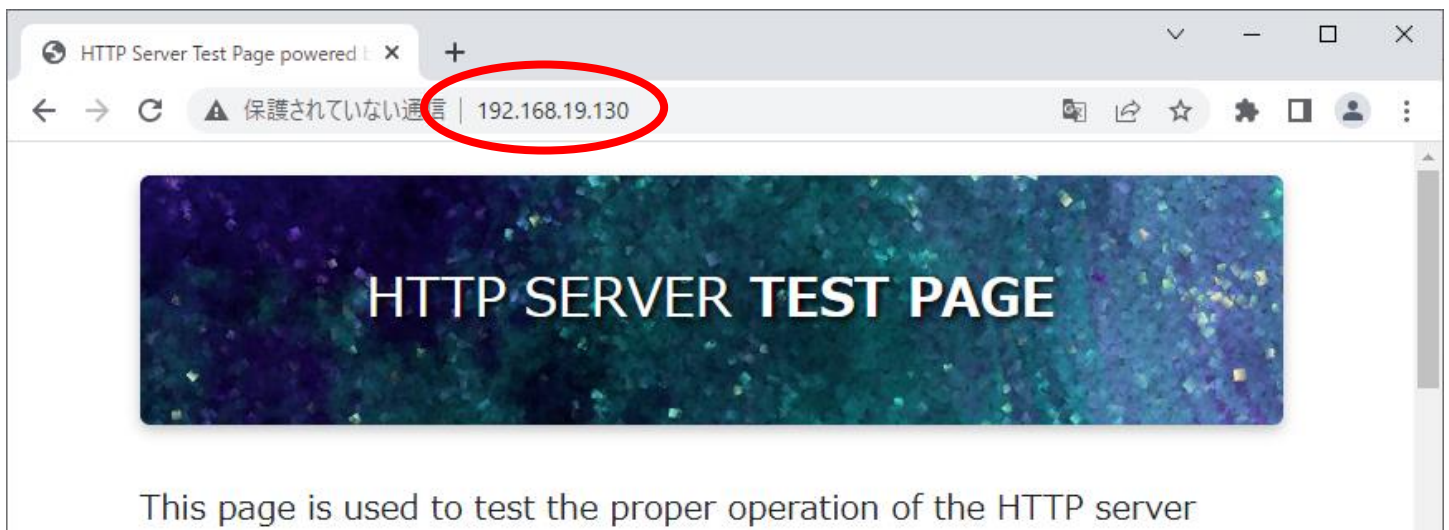 HTTP Server Test Page powered
保護されていない通信 192.168.19.130
HTTP SERVER TEST PAGE
This page is used to test the proper operation of the HTTP server